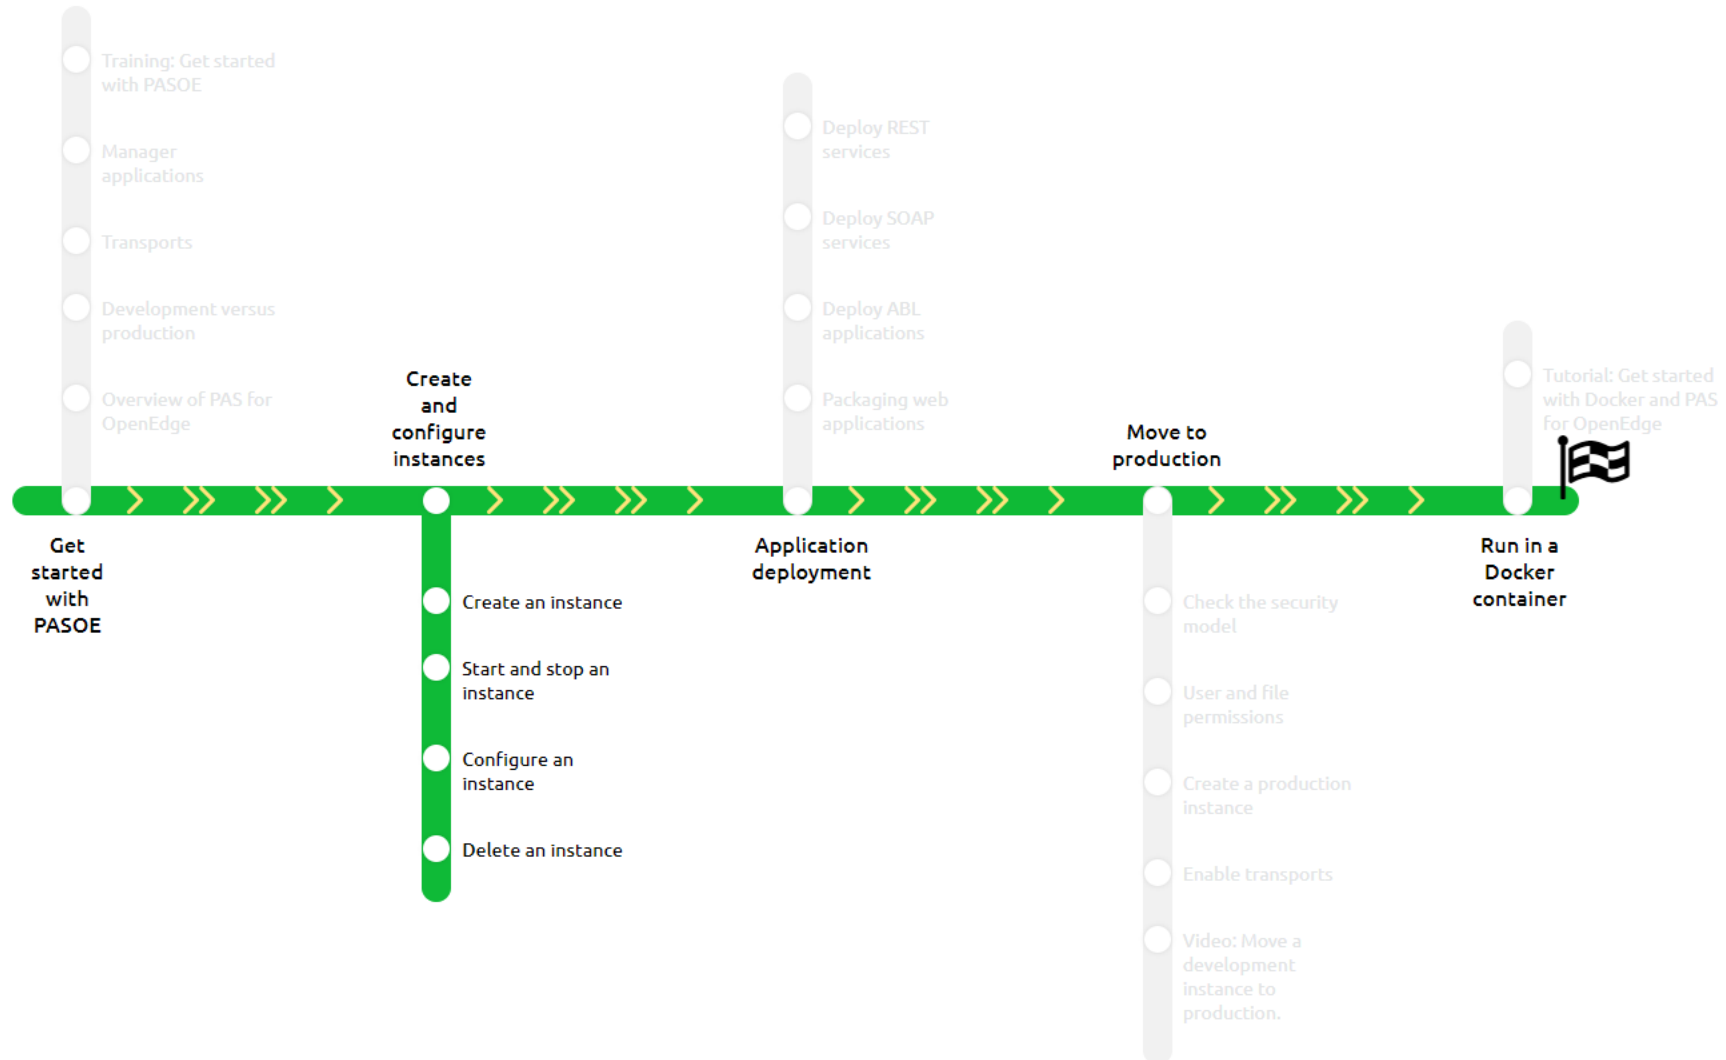 Training: Get started
with PASOE
Manager
applications
Transports
Development versus
production
Overview of PAS for
OpenEdge
Get
started
with
PASOE
Create
and
configure
instances
Create an instance
Start and stop an
instance
Configure an
instance
Delete an instance
Deploy REST
services
Deploy SOAP
services
Deploy ABL
applications
Packaging web
applications
Application
deployment
Move to
production
Check the security
model
User and file
permissions
Create a production
instance
Enable transports
Video: Move a
development
instance to
production.
Tutorial: Get started
with Docker and PAS
for OpenEdge
Run in a
Docker
container